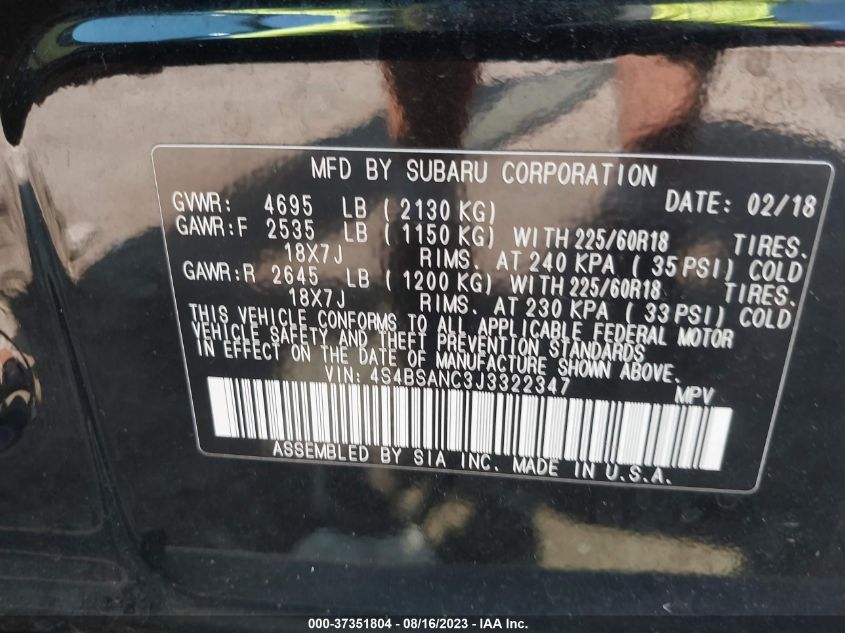 MFD BY SUBARU CORPORATION
GVWR: 4695 LB ( 2130 KG) DATE: 02/18
GAWR:F 2535 LB ( 1150 KG) WITH 225/60R18 TIRES.
18X7J RIMS. AT 240 KPA ( 35 PSI) COLD
GAWR:R 2645 LB ( 1200 KG) WITH 225/60R18 TIRES.
18X7J RIMS. AT 230 KPA ( 33 PSI) COLD
THIS VEHICLE CONFORMS TO ALL APPLICABLE FEDERAL MOTOR
VEHICLE SAFETY AND THEFT PREVENTION STANDARDS
IN EFFECT ON THE DATE OF MANUFACTURE SHOWN ABOVE.
VIN: 4S4BSANC3J3322347 MPV
ASSEMBLED BY SIA INC. MADE IN U.S.A.
000-37351804 - 08/16/2023 - IAA Inc.